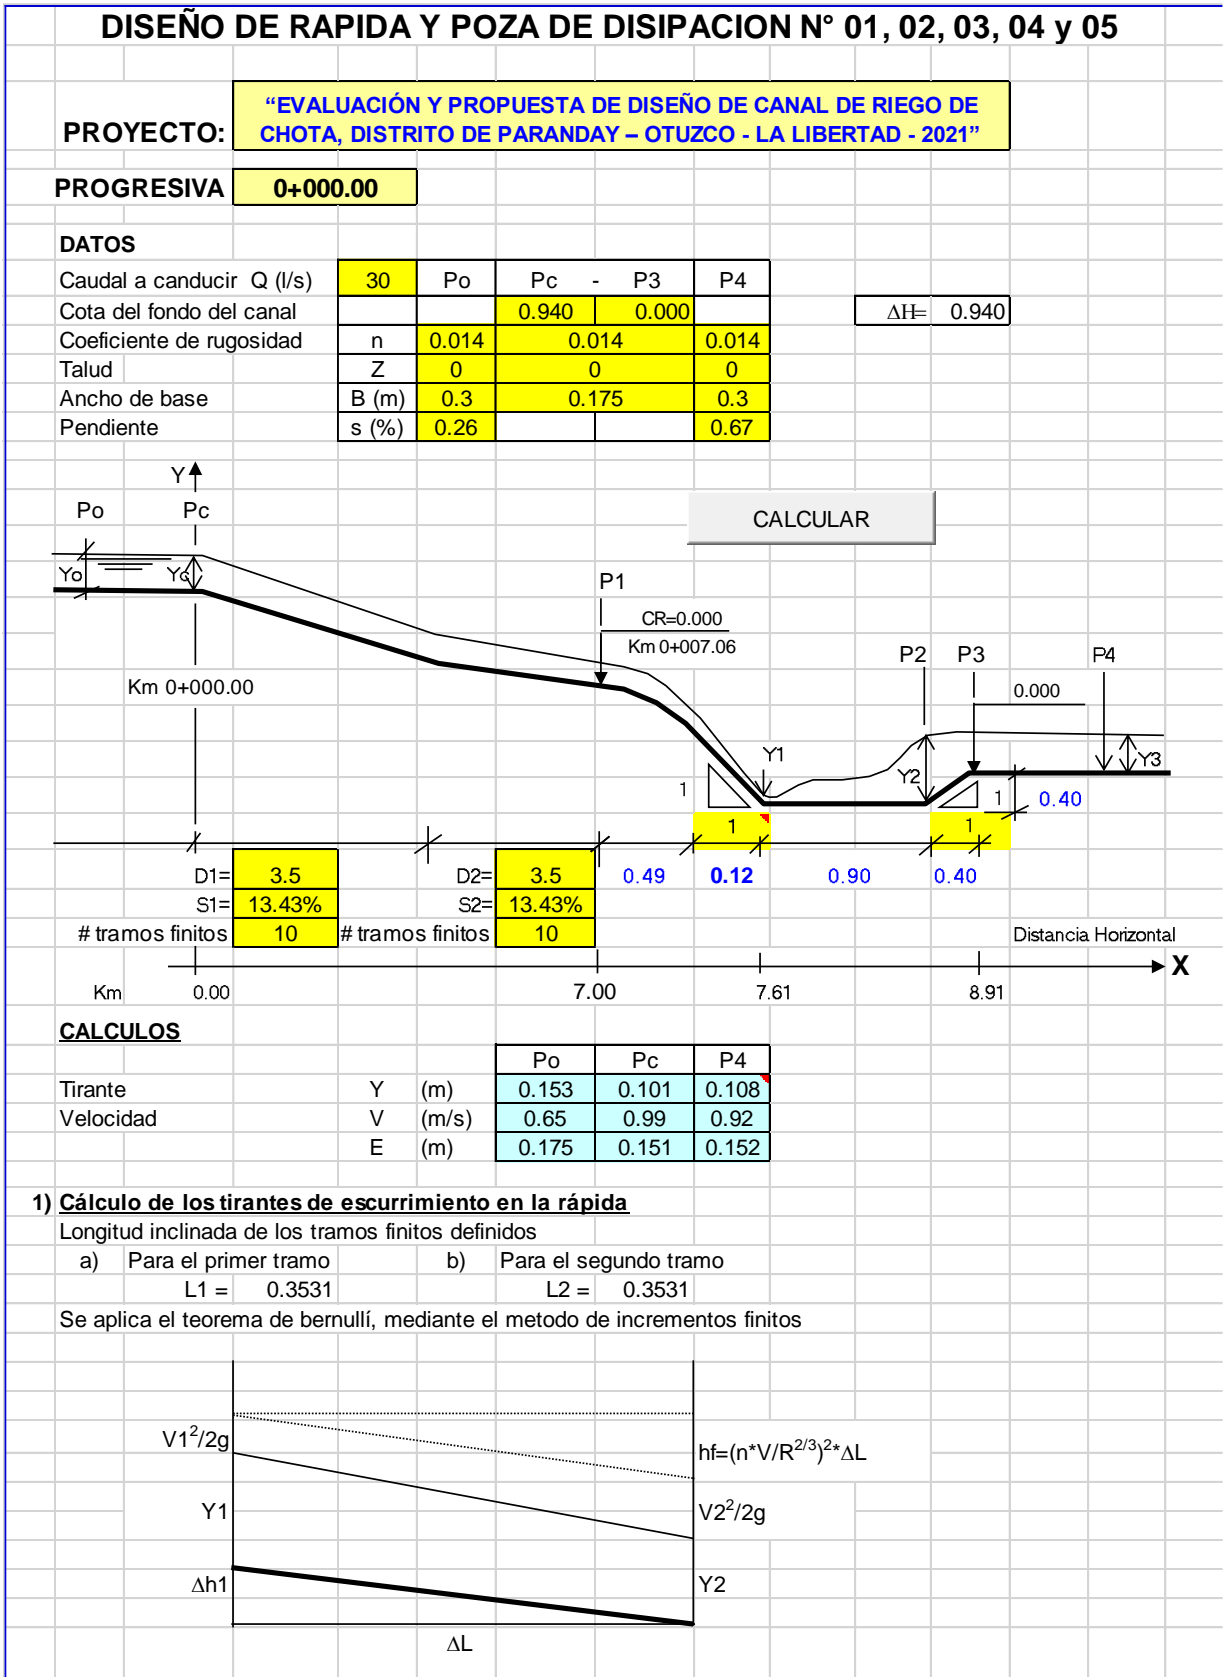 DISEÑO DE RAPIDA Y POZA DE DISIPACION N° 01, 02, 03, 04 y 05
PROYECTO: “EVALUACIÓN Y PROPUESTA DE DISEÑO DE CANAL DE RIEGO DE
CHOTA, DISTRITO DE PARANDAY – OTUZCO - LA LIBERTAD - 2021”
PROGRESIVA 0+000.00
DATOS
Caudal a canducir Q (l/s) 30 Po Pc - P3 P4
Cota del fondo del canal 0.940 0.000 ΔH= 0.940
Coeficiente de rugosidad n 0.014 0.014 0.014
Talud Z 0 0 0
Ancho de base B (m) 0.3 0.175 0.3
Pendiente s (%) 0.26 0.67
Y
Po Pc
CALCULAR
Yo Yc
P1
CR=0.000
Km 0+007.06
P2 P3 P4
Km 0+000.00
0.000
Y1
Y2
Y3
1
1
0.40
1
1
D1= 3.5 D2= 3.5 0.49 0.12 0.90 0.40
S1= 13.43% S2= 13.43%
# tramos finitos 10 # tramos finitos 10
Distancia Horizontal
X
Km 0.00 7.00 7.61 8.91
CALCULOS
Po Pc P4
Tirante Y (m) 0.153 0.101 0.108
Velocidad V (m/s) 0.65 0.99 0.92
E (m) 0.175 0.151 0.152
1) Cálculo de los tirantes de escurrimiento en la rápida
Longitud inclinada de los tramos finitos definidos
a) Para el primer tramo b) Para el segundo tramo
L1 = 0.3531 L2 = 0.3531
Se aplica el teorema de bernullí, mediante el metodo de incrementos finitos
V1²/2g
hf=(n*V/R^2/3)²*ΔL
Y1
V2²/2g
Δh1
Y2
ΔL